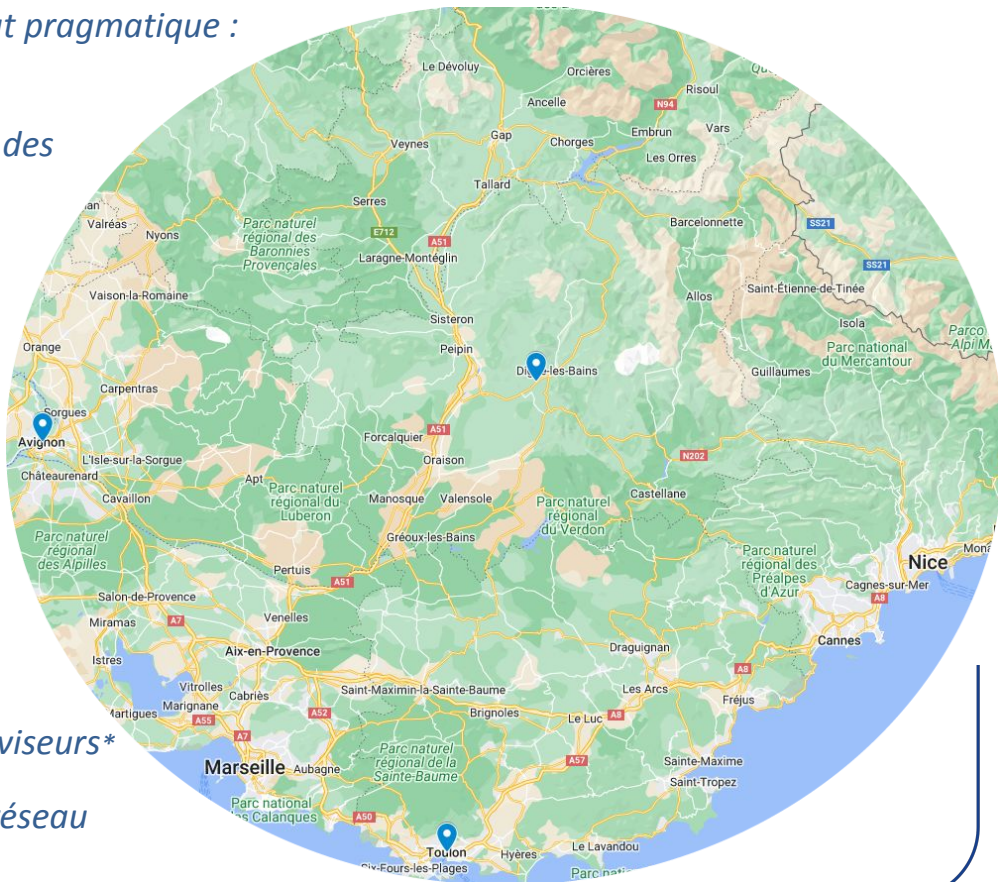 t pragmatique :
des
viseurs*
éseau
Le Dévoluy
Orcières
Risoul
Ancelle
N94
Veynes
Gap
Chorges
Embrun
Vars
Les Orres
Tallard
Serres
Valréas
Nyons
Parc naturel
régional des
Baronnies
Provençales
E712
A51
Laragne-Montéglin
Barcelonnette
SS21
SS21
Vaison-la-Romaine
Allos
Saint-Étienne-de-Tinée
Sisteron
Isola
Orange
Peipin
Parc national
du Mercantour
Parco
Alpi M
Digne-les-Bains
Guillaumes
Carpentras
Sorgues
Avignon
Forcalquier
A51
L'Isle-sur-la-Sorgue
Oraison
N202
Châteaurenard
Apt
Cavaillon
Parc naturel
régional du
Luberon
Manosque
Valensole
Castellane
Parc naturel
régional
du Verdon
Gréoux-les-Bains
Parc naturel
régional
des Alpilles
Pertuis
A51
Parc naturel
régional des
Préalpes
d'Azur
Nice
Mona
Cagnes-sur-Mer
A8
Salon-de-Provence
Miramas
A7
Venelles
Cannes
Aix-en-Provence
Draguignan
Istres
A8
Vitrolles
Cabriès
Saint-Maximin-la-Sainte-Baume
Les Arcs
Fréjus
Martigues
Marignane
A55
A52
Brignoles
Le Luc
A8
A7
Marseille
Aubagne
Parc naturel
régional de la
Sainte-Baume
A57
Sainte-Maxime
Saint-Tropez
Parc national
des Calanques
A50
Toulon
Hyères
Le Lavandou
Six-Fours-les-Plages
Parc nati